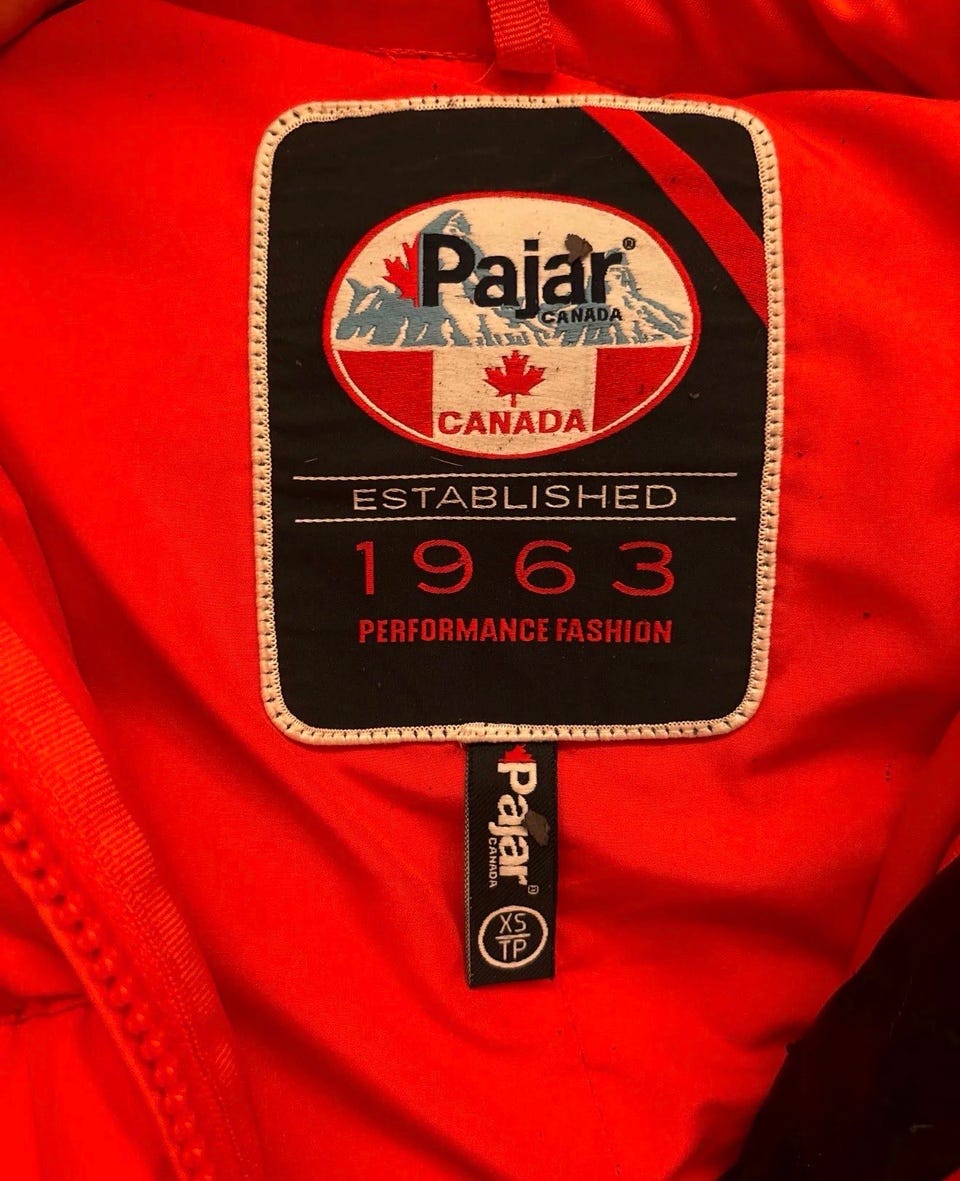 Pajar®
CANADA
CANADA
ESTABLISHED
1963
PERFORMANCE FASHION
Pajar®
CANADA
XS
TP